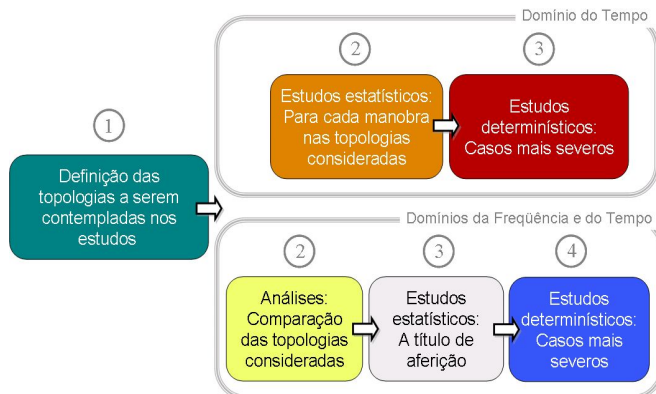 Domínio do Tempo
2
3
Estudos estatísticos:
Para cada manobra
nas topologias
consideradas
Estudos
determinísticos:
Casos mais severos
1
Definição das
topologias a serem
contempladas nos
estudos
Domínios da Freqüência e do Tempo
2
3
4
Análises:
Comparação
das topologias
consideradas
Estudos
estatísticos:
A título de
aferição
Estudos
determinísticos:
Casos mais
severos